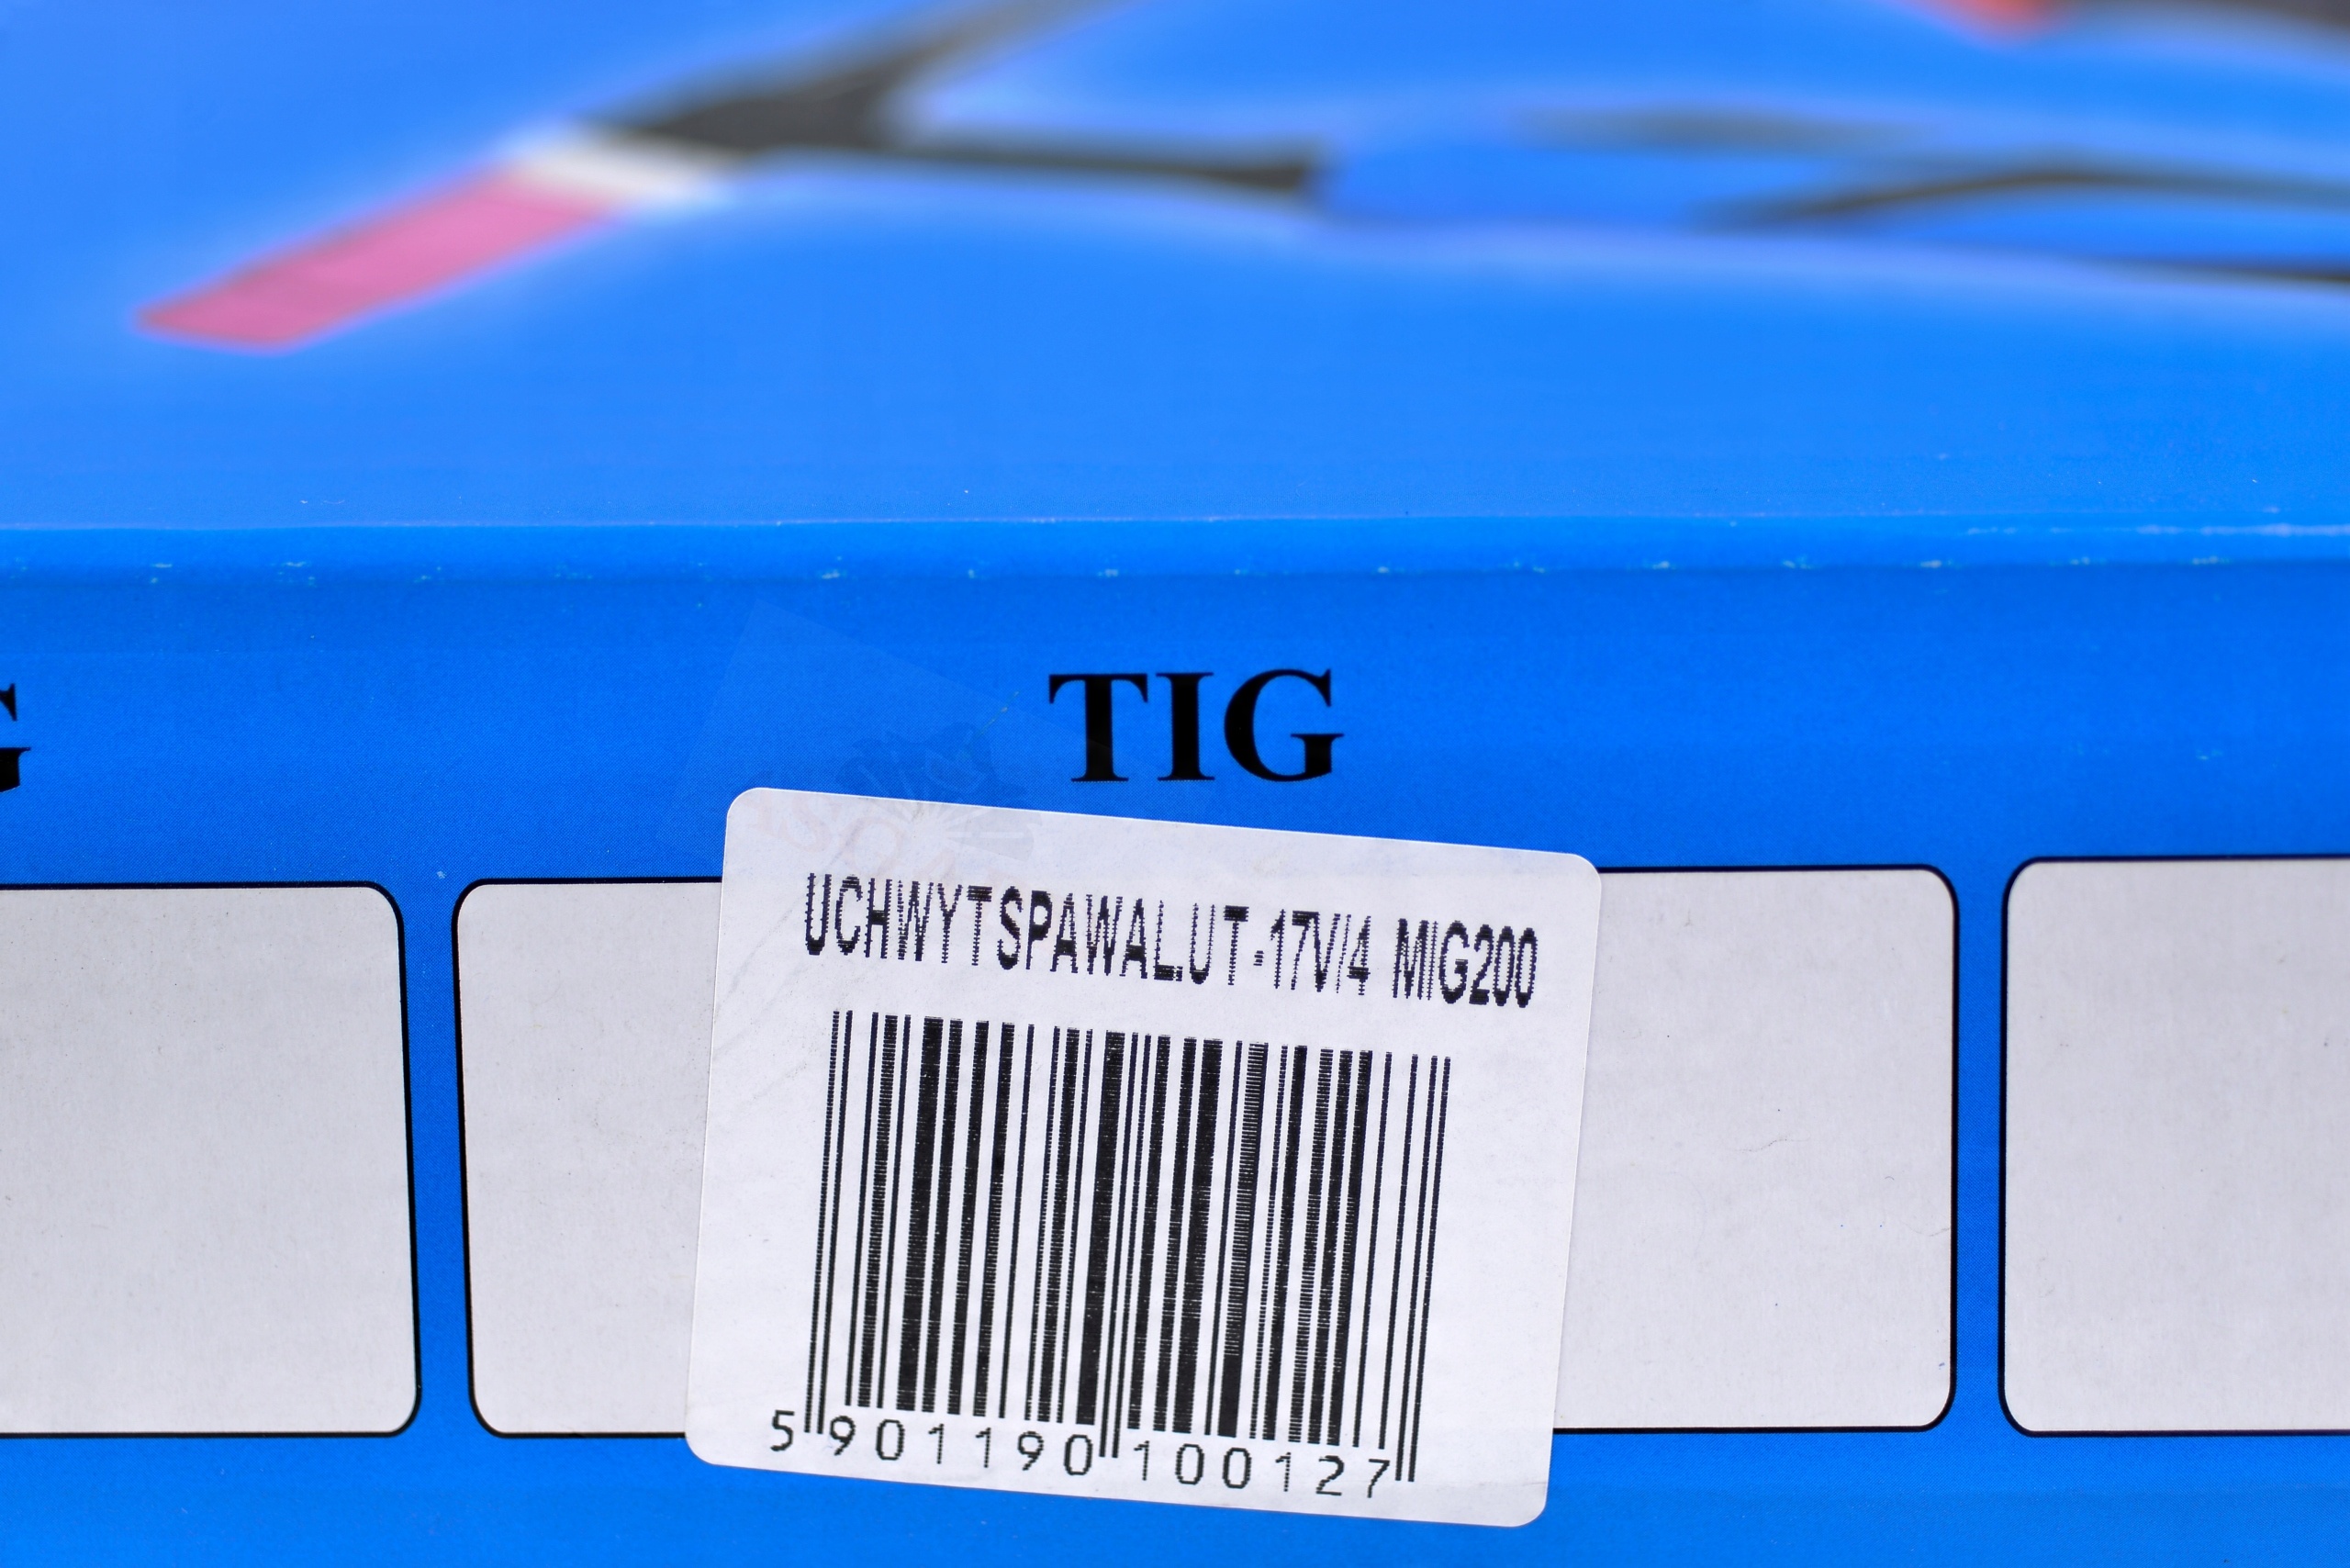 G
TIG
UCHWYTSPAWAL.UT-17V/4 MIG200
5 901190 100127